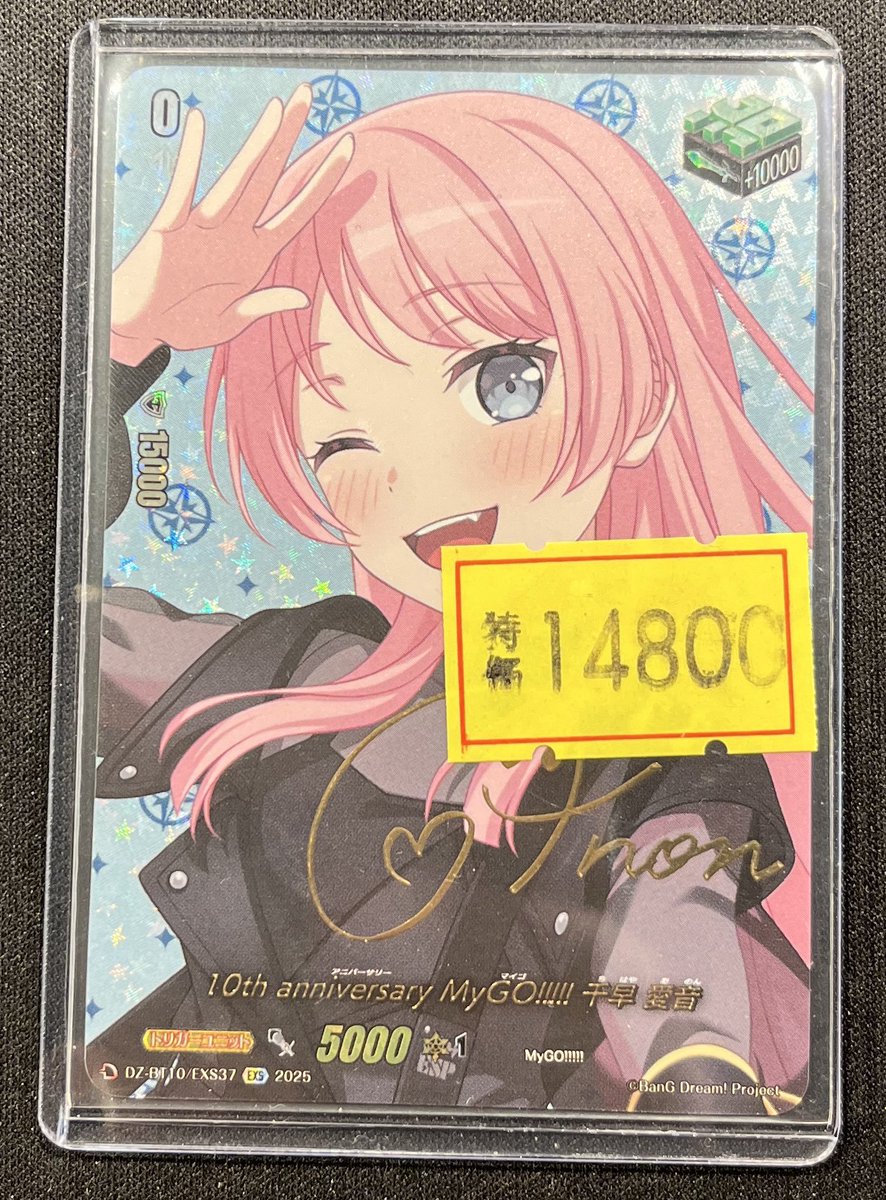 0
+10000
15000
特価 14800
Anon
アニバーサリー マイゴ ち はや あ のん
10th anniversary MyGO!!!!! 千早 愛音
トリガーユニット 5000 1
MyGO!!!!!
DZ-BT10/EXS37 EXS 2025
©BanG Dream! Project